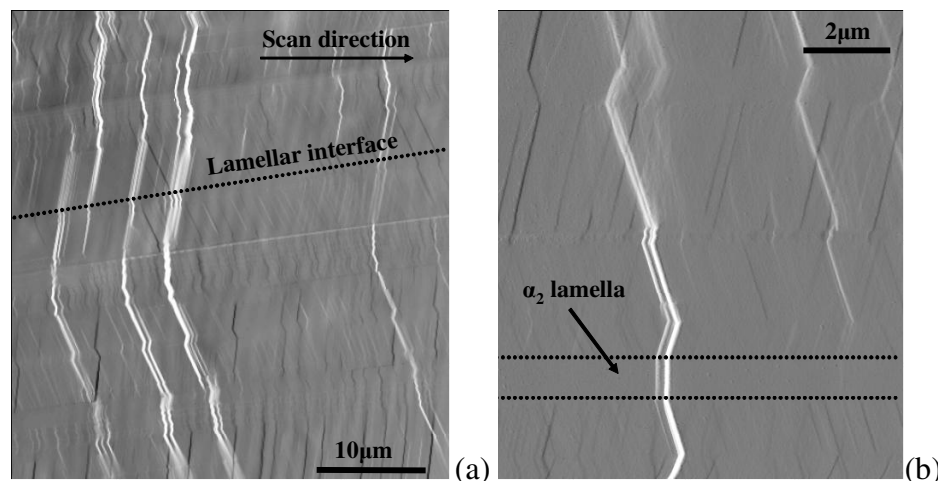 Scan direction
Lamellar interface
10μm
(a)
2μm
α₂ lamella
(b)